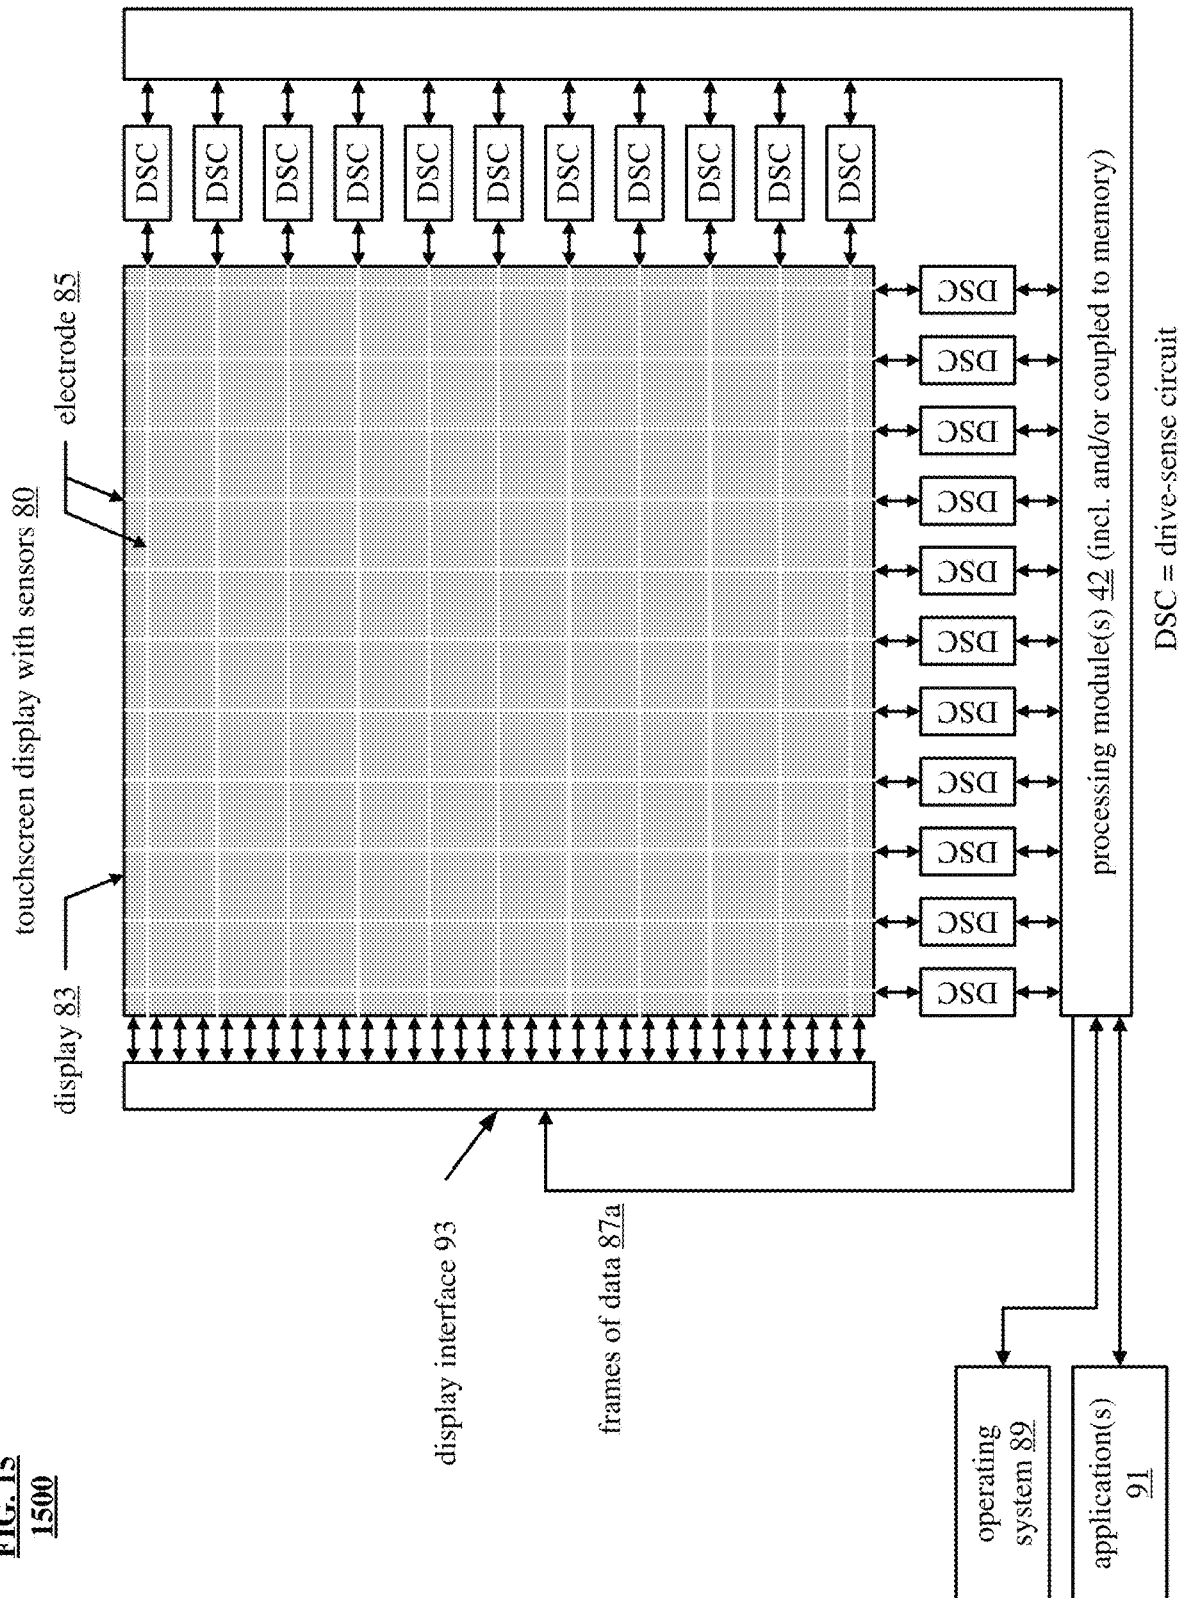 FIG. 15
1500
touchscreen display with sensors 80
display 83
electrode 85
DSC
DSC
DSC
DSC
DSC
DSC
DSC
DSC
DSC
DSC
DSC
display interface 93
frames of data 87a
DSC
DSC
DSC
DSC
DSC
DSC
DSC
DSC
DSC
DSC
DSC
operating
system 89
application(s)
91
processing module(s) 42 (incl. and/or coupled to memory)
DSC = drive-sense circuit